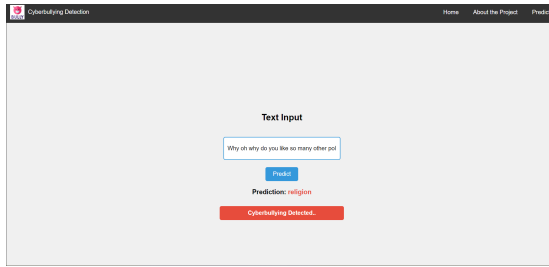 Cyberbullying Detection
Home About the Project Predic
Text Input
Why oh why do you like so many other pol
Predict
Prediction: religion
Cyberbullying Detected..